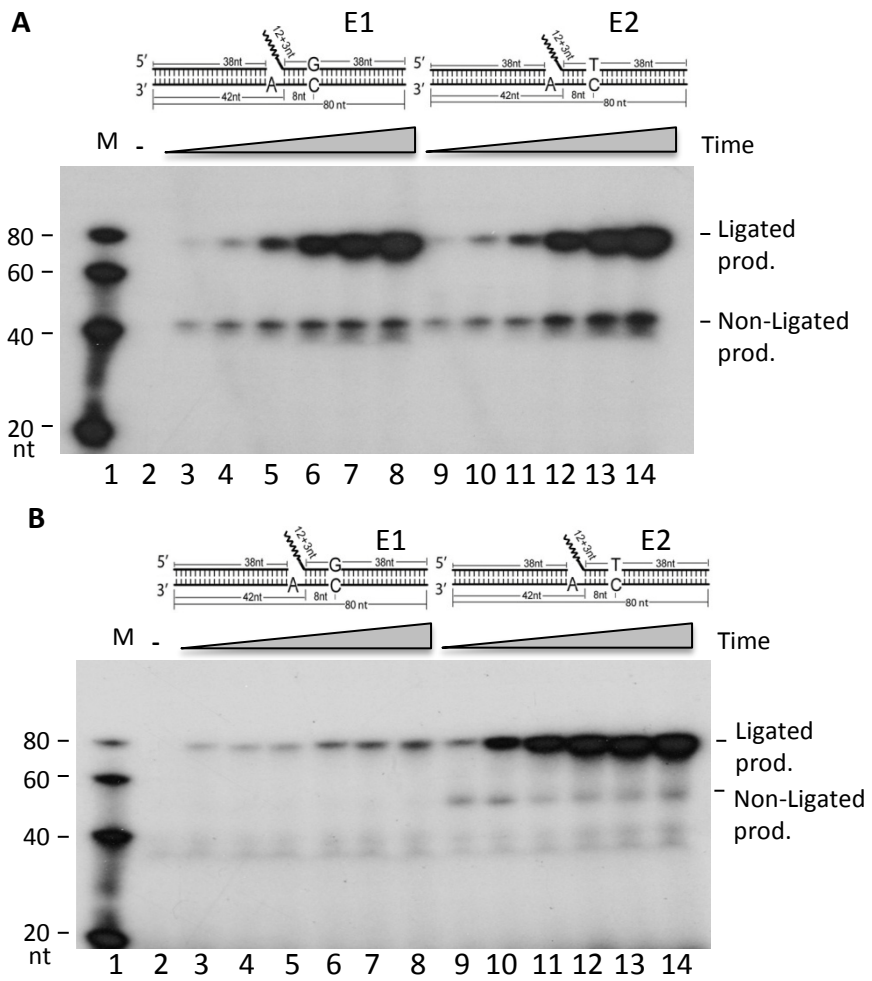 A
E1
E2
12+3nt
12+3nt
5′ 38nt G 38nt
38nt T 38nt
3′ A C
A C
42nt 8nt 80 nt
42nt 8nt 80 nt
M - Time
80
60
40
20
nt
Ligated
prod.
Non-Ligated
prod.
1 2 3 4 5 6 7 8 9 10 11 12 13 14
B
E1
E2
12+3nt
12+3nt
5′ 38nt G 38nt
5′ 38nt T 38nt
3′ A C
3′ A C
42nt 8nt 80 nt
42nt 8nt 80 nt
M - Time
80
60
40
20
nt
Ligated
prod.
Non-Ligated
prod.
1 2 3 4 5 6 7 8 9 10 11 12 13 14